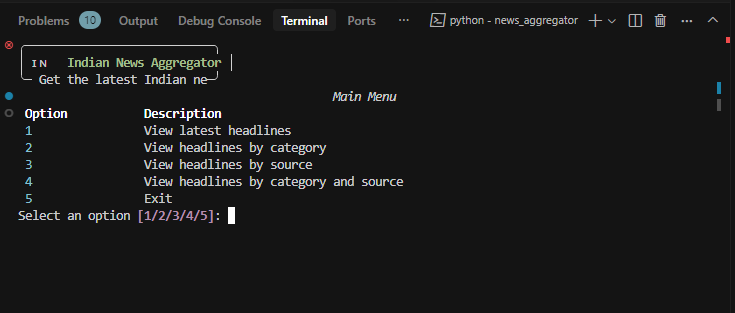 Problems 10 Output Debug Console Terminal Ports ... python - news_aggregator
IN Indian News Aggregator
Get the latest Indian ne
Main Menu
Option Description
1 View latest headlines
2 View headlines by category
3 View headlines by source
4 View headlines by category and source
5 Exit
Select an option [1/2/3/4/5]: